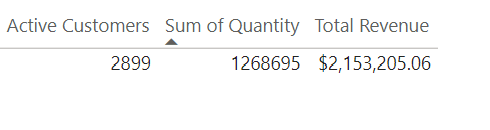 Active Customers Sum of Quantity Total Revenue
2899 1268695 $2,153,205.06